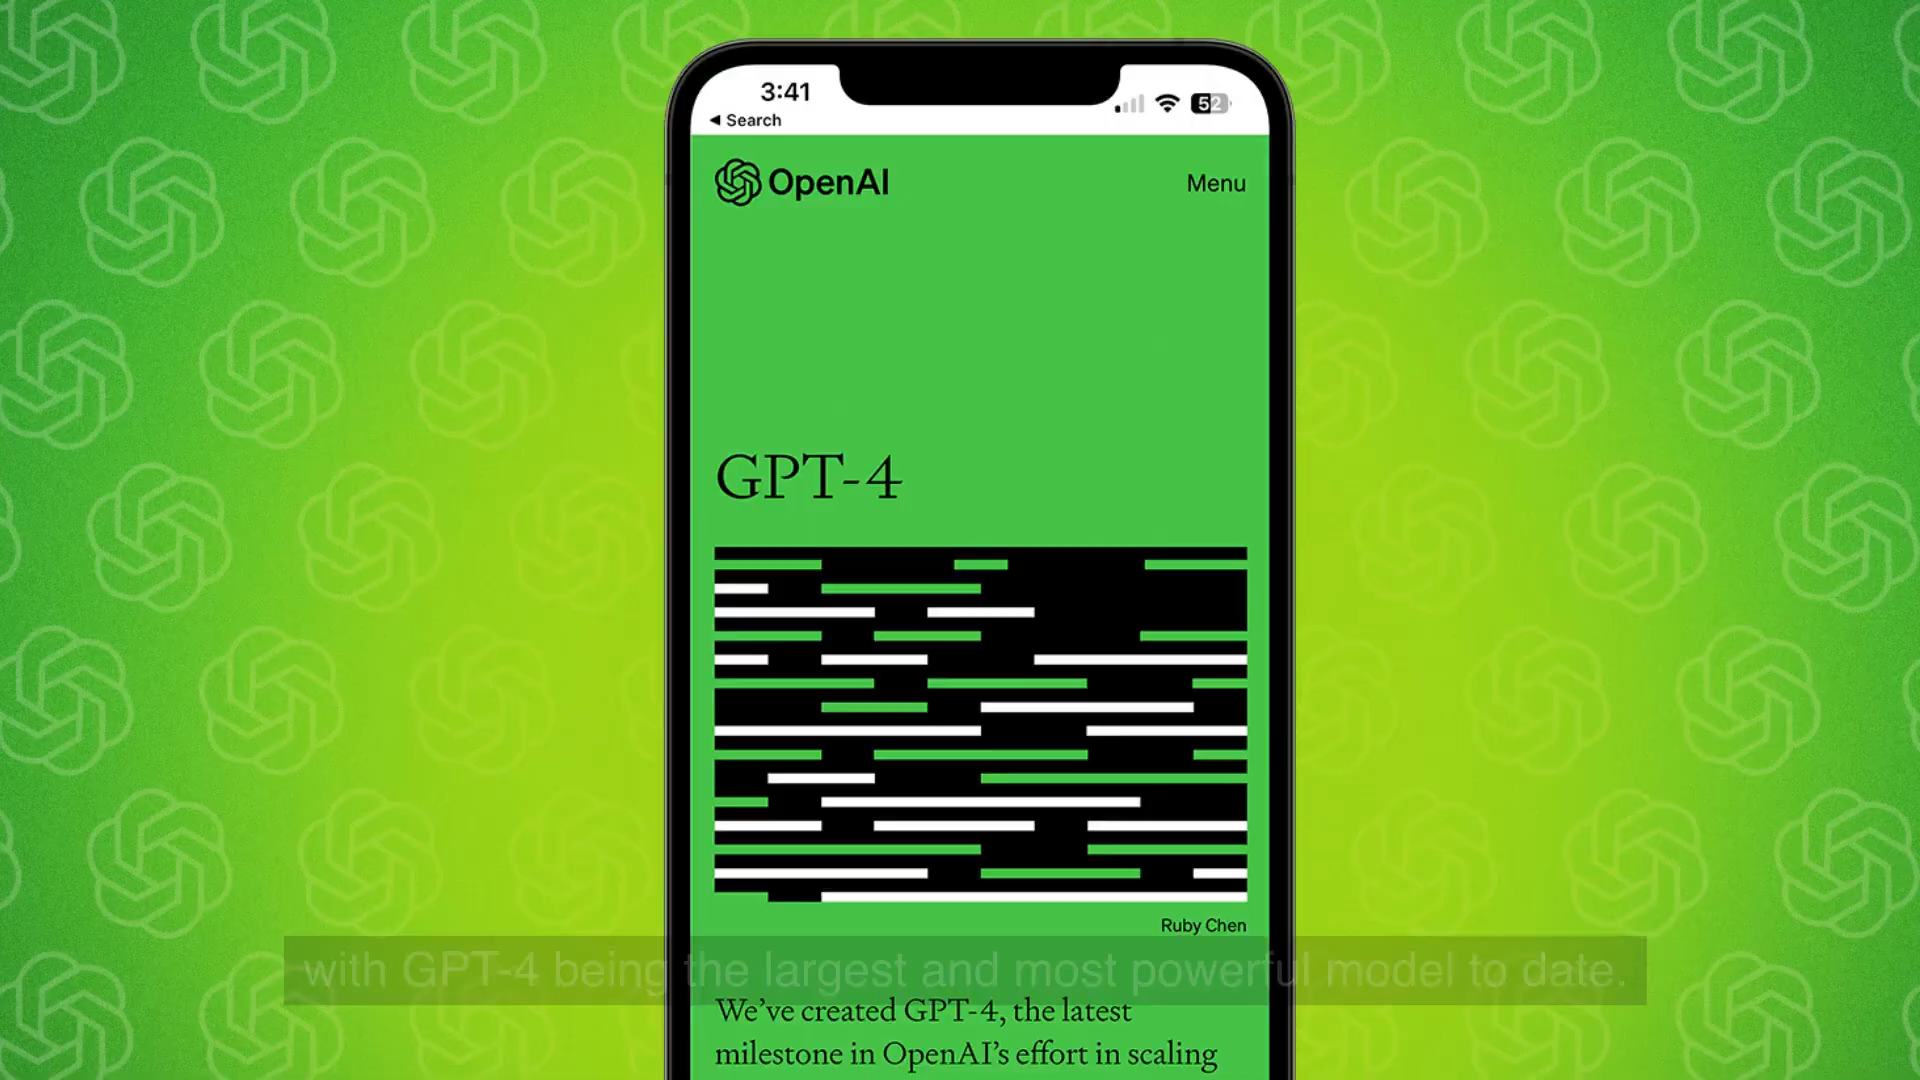 3:41
52
◀ Search
OpenAI
Menu
GPT-4
Ruby Chen
with GPT-4 being the largest and most powerful model to date.
We’ve created GPT-4, the latest
milestone in OpenAI’s effort in scaling